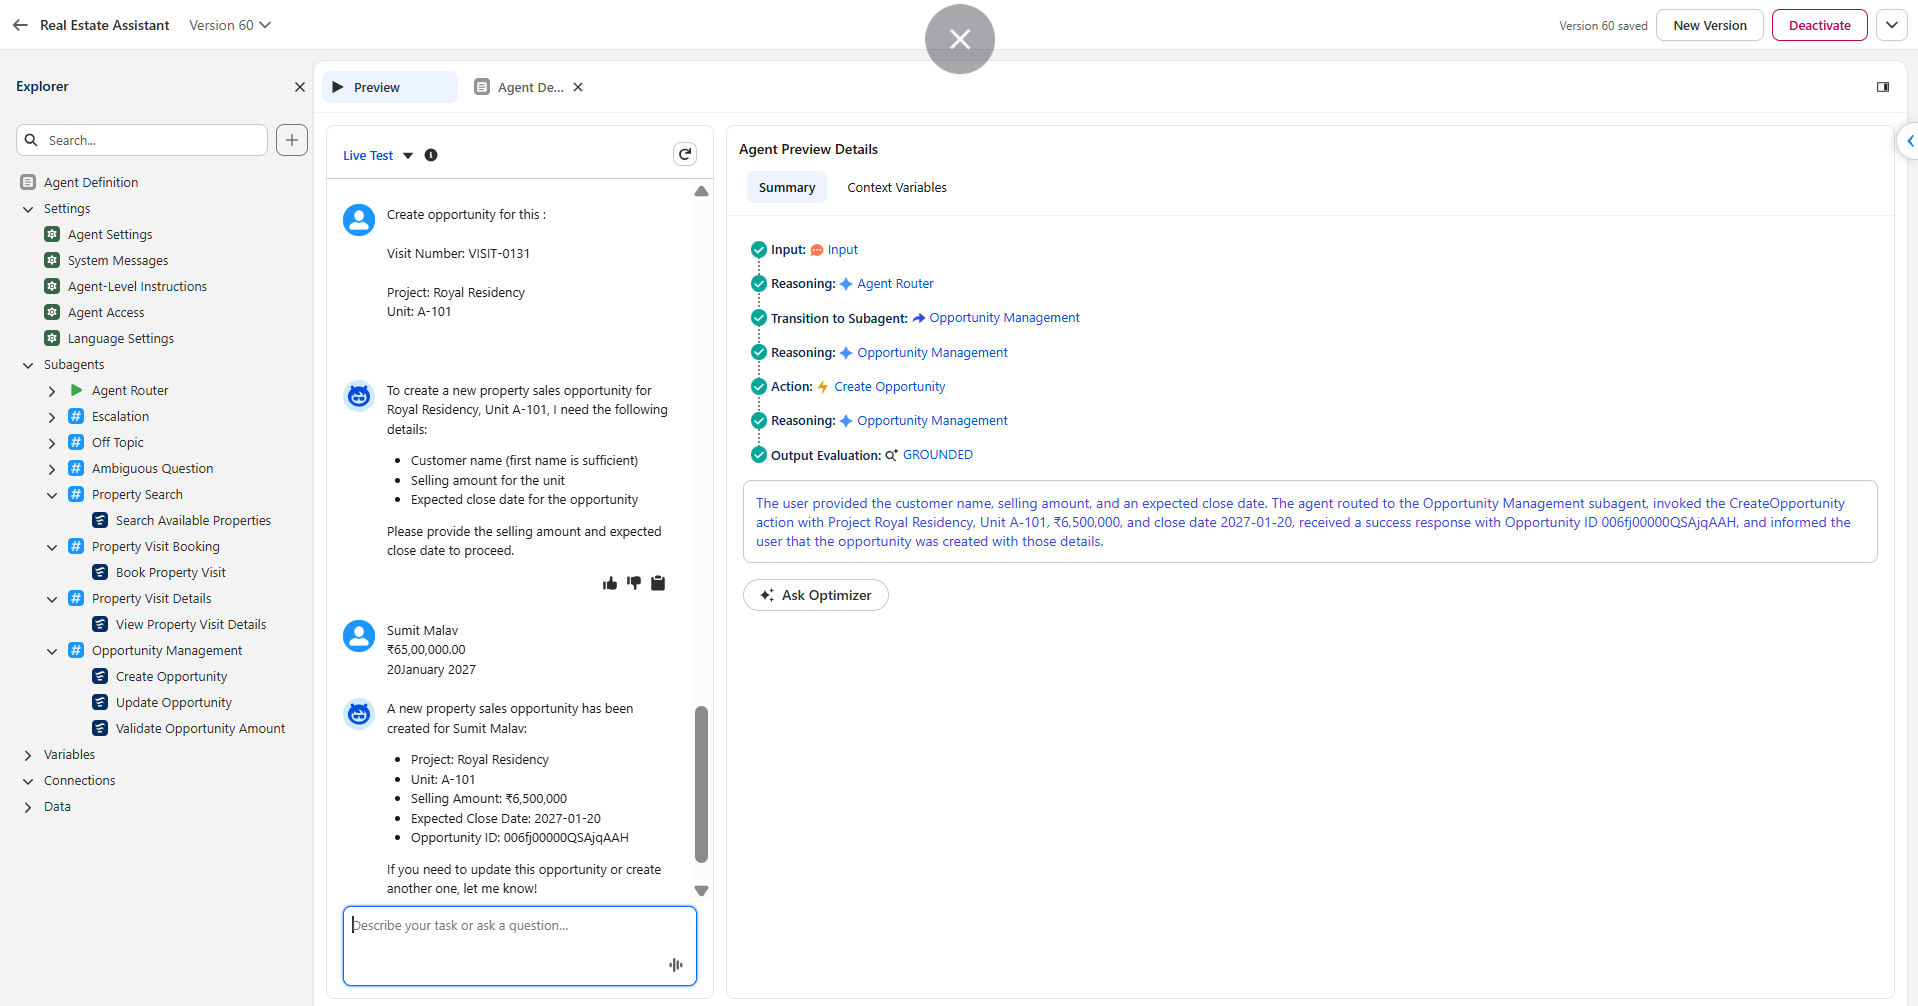 Real Estate Assistant
Version 60
Version 60 saved
New Version
Deactivate
Explorer
Search...
Agent Definition
Settings
Agent Settings
System Messages
Agent-Level Instructions
Agent Access
Language Settings
Subagents
Agent Router
Escalation
Off Topic
Ambiguous Question
Property Search
Search Available Properties
Property Visit Booking
Book Property Visit
Property Visit Details
View Property Visit Details
Opportunity Management
Create Opportunity
Update Opportunity
Validate Opportunity Amount
Variables
Connections
Data
Preview
Agent De...
Live Test
Create opportunity for this :
Visit Number: VISIT-0131
Project: Royal Residency
Unit: A-101
To create a new property sales opportunity for
Royal Residency, Unit A-101, I need the following
details:
• Customer name (first name is sufficient)
• Selling amount for the unit
• Expected close date for the opportunity
Please provide the selling amount and expected
close date to proceed.
Sumit Malav
₹65,00,000.00
20January 2027
A new property sales opportunity has been
created for Sumit Malav:
• Project: Royal Residency
• Unit: A-101
• Selling Amount: ₹6,500,000
• Expected Close Date: 2027-01-20
• Opportunity ID: 006fj00000QSAjqAAH
If you need to update this opportunity or create
another one, let me know!
Describe your task or ask a question...
Agent Preview Details
Summary
Context Variables
Input: Input
Reasoning: Agent Router
Transition to Subagent: Opportunity Management
Reasoning: Opportunity Management
Action: Create Opportunity
Reasoning: Opportunity Management
Output Evaluation: GROUNDED
The user provided the customer name, selling amount, and an expected close date. The agent routed to the Opportunity Management subagent, invoked the CreateOpportunity
action with Project Royal Residency, Unit A-101, ₹6,500,000, and close date 2027-01-20, received a success response with Opportunity ID 006fj00000QSAjqAAH, and informed the
user that the opportunity was created with those details.
Ask Optimizer